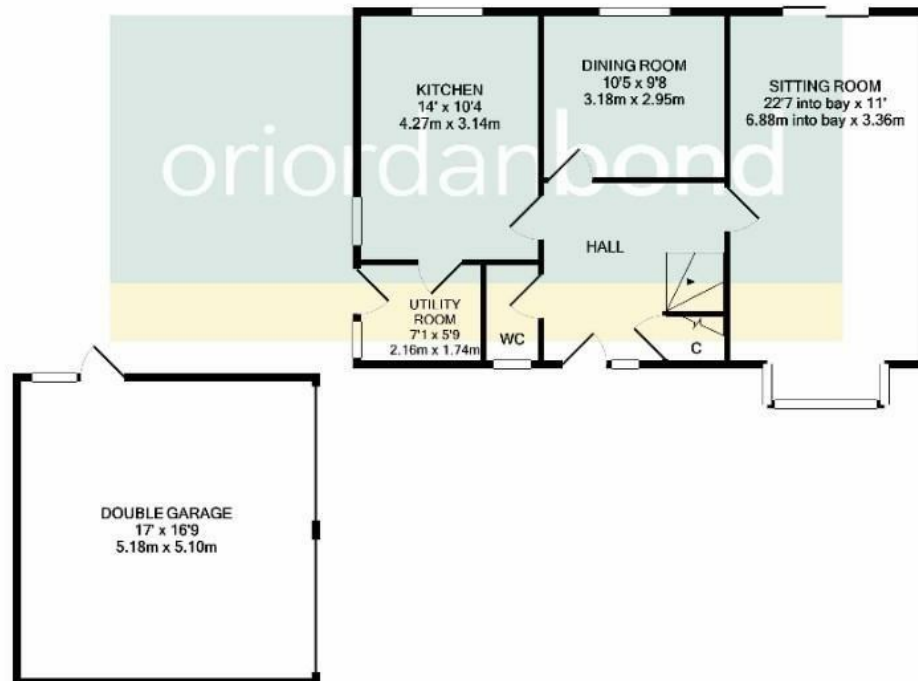 KITCHEN
14' x 10'4
4.27m x 3.14m
DINING ROOM
10'5 x 9'8
3.18m x 2.95m
SITTING ROOM
22'7 into bay x 11'
6.88m into bay x 3.36m
oriordanbond
HALL
UTILITY
ROOM
7'1 x 5'9
2.16m x 1.74m
WC
C
DOUBLE GARAGE
17' x 16'9
5.18m x 5.10m